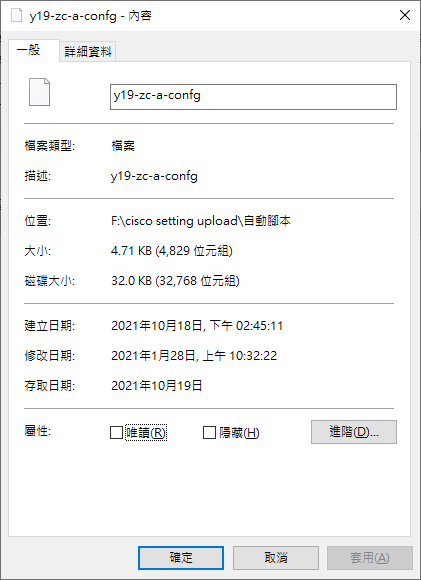 y19-zc-a-confg - 內容
一般
詳細資料
y19-zc-a-confg
檔案類型: 檔案
描述: y19-zc-a-confg
位置: F:\cisco setting upload\自動腳本
大小: 4.71 KB (4,829 位元組)
磁碟大小: 32.0 KB (32,768 位元組)
建立日期: 2021年10月18日, 下午 02:45:11
修改日期: 2021年1月28日, 上午 10:32:22
存取日期: 2021年10月19日
屬性: 唯讀(R) 隱藏(H) 進階(D)...
確定 取消 套用(A)